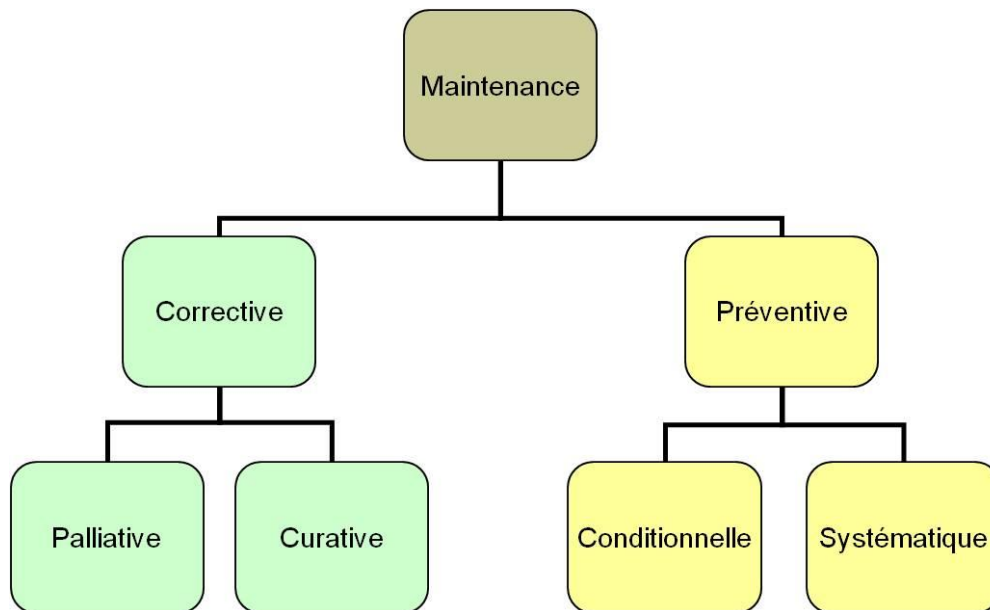 Maintenance
Corrective
Préventive
Palliative
Curative
Conditionnelle
Systématique